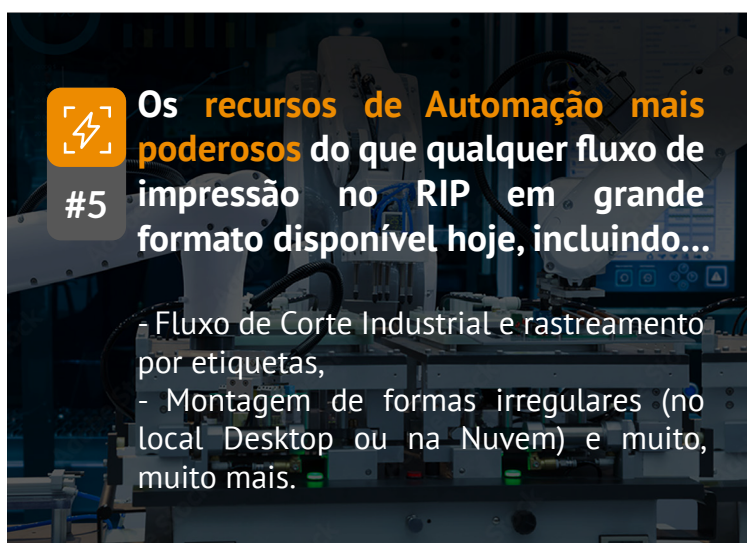 Os recursos de Automação mais
poderosos do que qualquer fluxo de
#5
impressão no RIP em grande
formato disponível hoje, incluindo...
- Fluxo de Corte Industrial e rastreamento
por etiquetas,
- Montagem de formas irregulares (no
local Desktop ou na Nuvem) e muito,
muito mais.